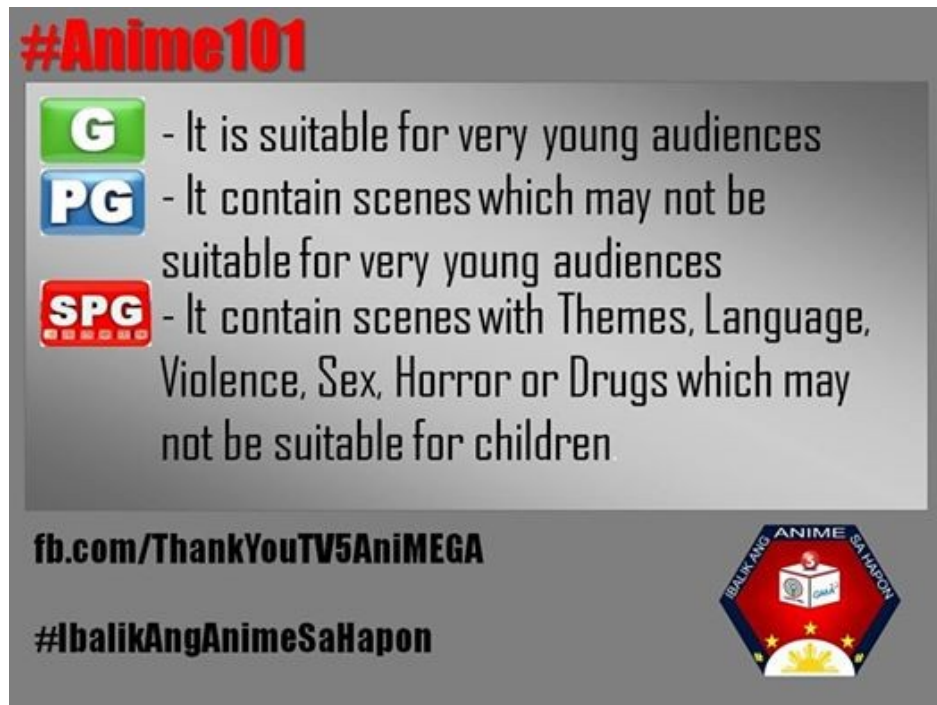 #Anime101
G - It is suitable for very young audiences
PG - It contain scenes which may not be
suitable for very young audiences
SPG - It contain scenes with Themes, Language,
Violence, Sex, Horror or Drugs which may
not be suitable for children.
fb.com/ThankYouTV5AniMEGA
#IbalikAngAnimeSaHapon
IBALIK ANG ANIME SA HAPON
GMA